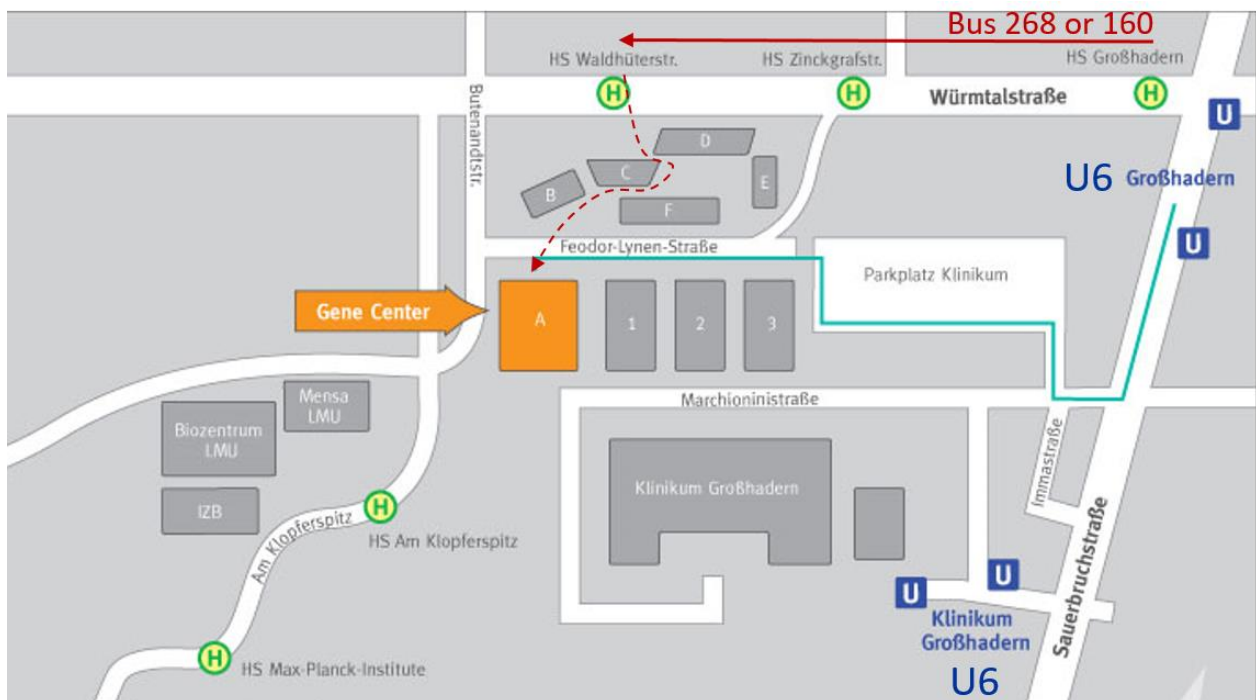 Bus 268 or 160
HS Waldhüterstr.
HS Zinckgrafstr.
HS Großhadern
H
H
H
Würmtalstraße
U
Butenandtstr.
D
C
E
B
F
U6 Großhadern
U
Feodor-Lynen-Straße
Parkplatz Klinikum
Gene Center
A
1
2
3
Marchioninistraße
Mensa
LMU
Biozentrum
LMU
IZB
Klinikum Großhadern
Immastraße
Sauerbruchstraße
H
HS Am Klopferspitz
Am Klopferspitz
U
U
Klinikum
Großhadern
U6
H
HS Max-Planck-Institute